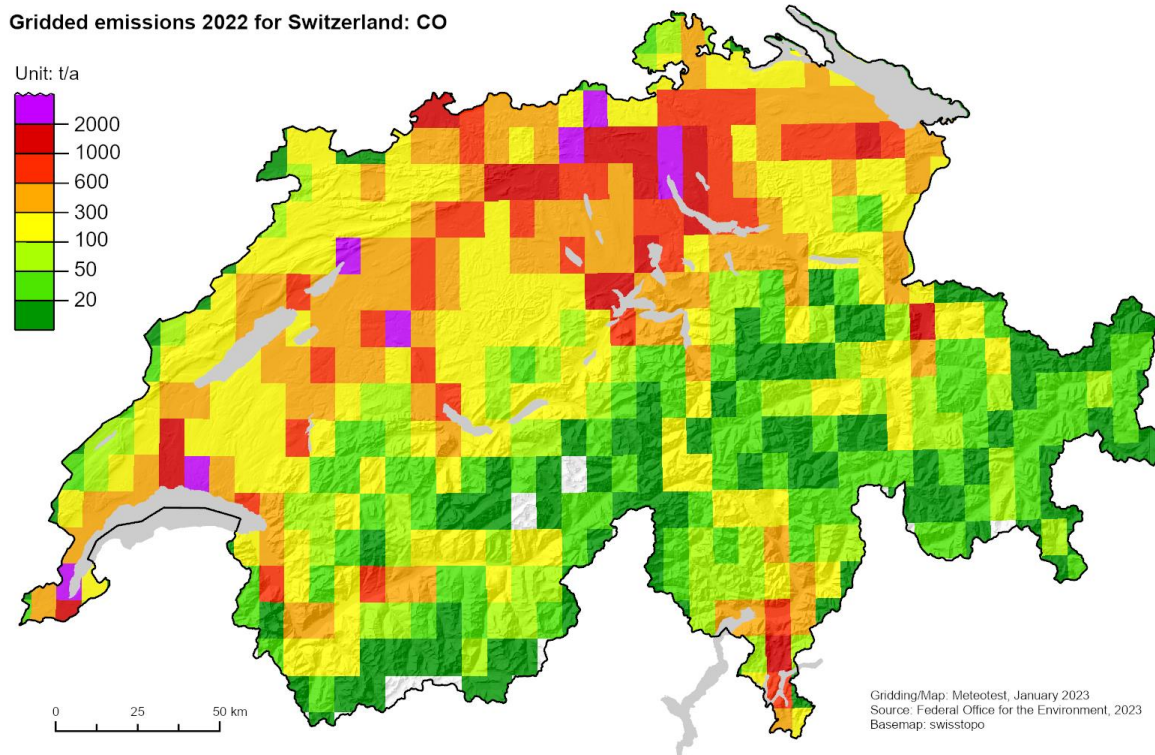 Gridded emissions 2022 for Switzerland: CO
Unit: t/a
2000
1000
600
300
100
50
20
0 25 50 km
Gridding/Map: Meteotest, January 2023
Source: Federal Office for the Environment, 2023
Basemap: swisstopo